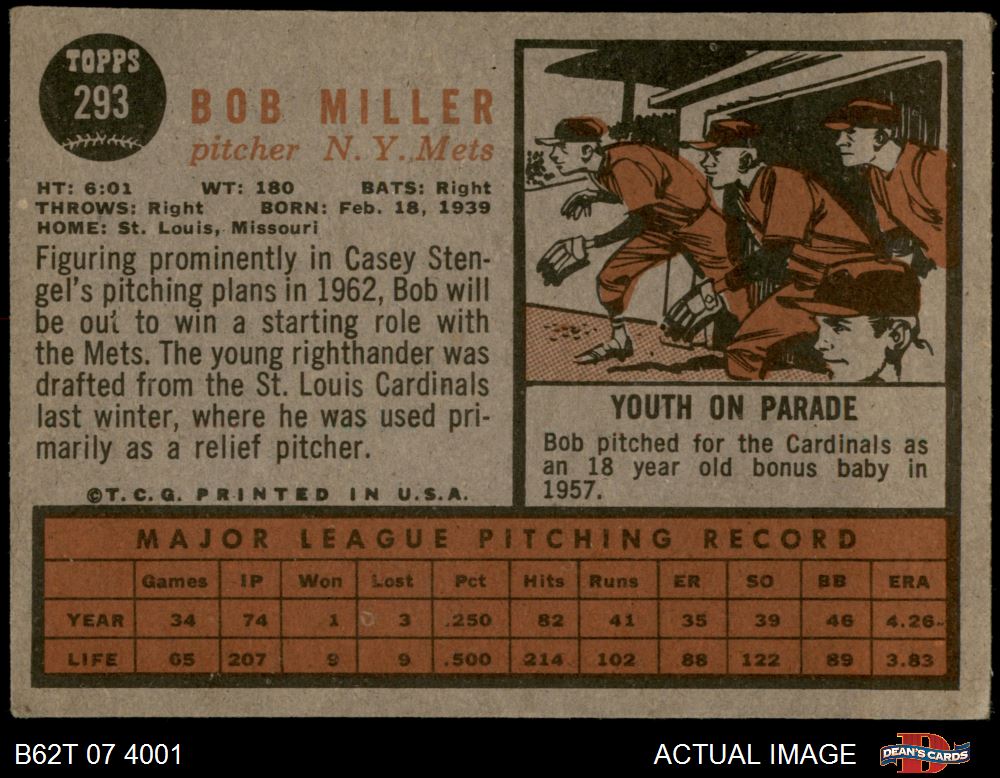 TOPPS
293
BOB MILLER
pitcher N. Y. Mets
HT: 6:01 WT: 180 BATS: Right
THROWS: Right BORN: Feb. 18, 1939
HOME: St. Louis, Missouri
Figuring prominently in Casey Sten-
gel's pitching plans in 1962, Bob will
be out to win a starting role with
the Mets. The young righthander was
drafted from the St. Louis Cardinals
last winter, where he was used pri-
marily as a relief pitcher.
©T.C.G. PRINTED IN U.S.A.
YOUTH ON PARADE
Bob pitched for the Cardinals as
an 18 year old bonus baby in
1957.
MAJOR LEAGUE PITCHING RECORD
Games IP Won Lost Pct Hits Runs ER SO BB ERA
YEAR 34 74 1 3 .250 82 41 35 39 46 4.26
LIFE 65 207 9 9 .500 214 102 88 122 89 3.83
B62T 07 4001 ACTUAL IMAGE DEAN'S CARDS